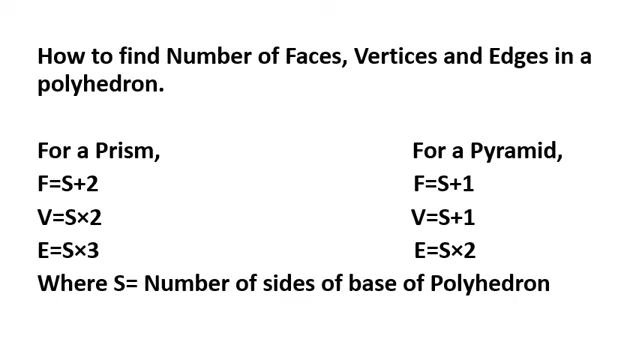 How to find Number of Faces, Vertices and Edges in a
polyhedron.
For a Prism, For a Pyramid,
F=S+2 F=S+1
V=S×2 V=S+1
E=S×3 E=S×2
Where S= Number of sides of base of Polyhedron